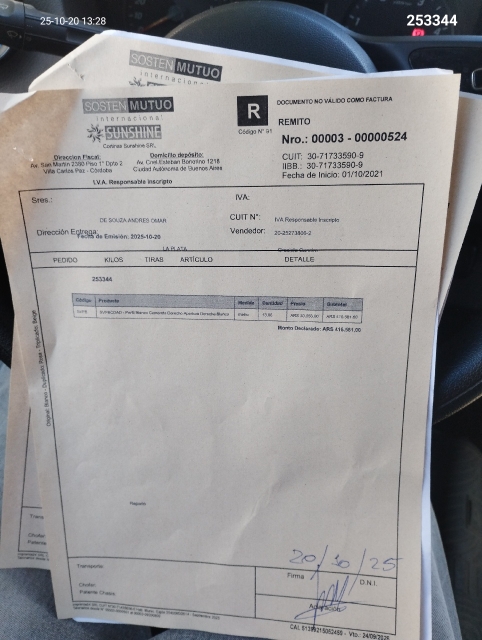 25-10-20 13:28
253344
SOSTEN MUTUO
internacional
SOSTEN MUTUO
internacional
SUNSHINE
Cortinas Sunshine SRL
R
Código N° 91
DOCUMENTO NO VÁLIDO COMO FACTURA
REMITO
Nro.: 00003 - 00000524
CUIT: 30-71733590-9
IIBB.: 30-71733590-9
Fecha de Inicio: 01/10/2021
Direccion Fiscal:
Av. San Martin 2390 Piso 1° Dpto 2
Villa Carlos Paz - Córdoba
Domicilio depósito:
Av. Cnel. Esteban Bonorino 1218
Ciudad Autónoma de Buenos Aires
I.V.A. Responsable Inscripto
Sres.:
IVA:
DE SOUZA ANDRES OMAR
CUIT N°:
IVA Responsable Inscripto
Dirección Entrega
Fecha de Emisión: 2025-10-20
Vendedor:
LA PLATA
PEDIDO KILOS TIRAS ARTÍCULO DETALLE
253344
Código Producto Medida Cantidad Precio Subtotal
Monto Declarado: ARS 416,981.00
20/10/25
Transporte:
Firma
D.N.I.
Chofer:
Patente Chasis
Aclaración